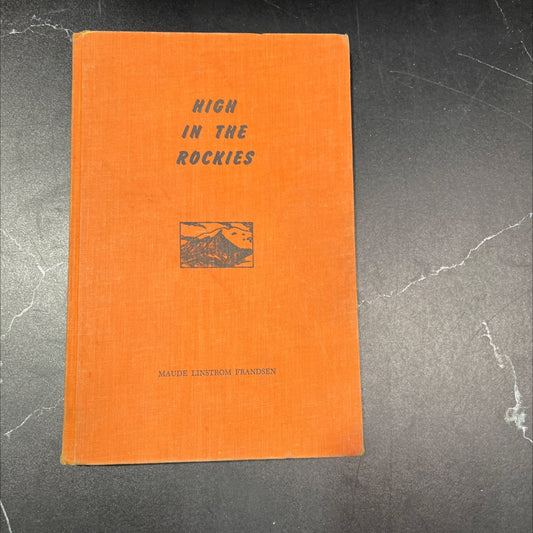 HIGH
IN THE
ROCKIES
MAUDE LINSTROM FRANDSEN